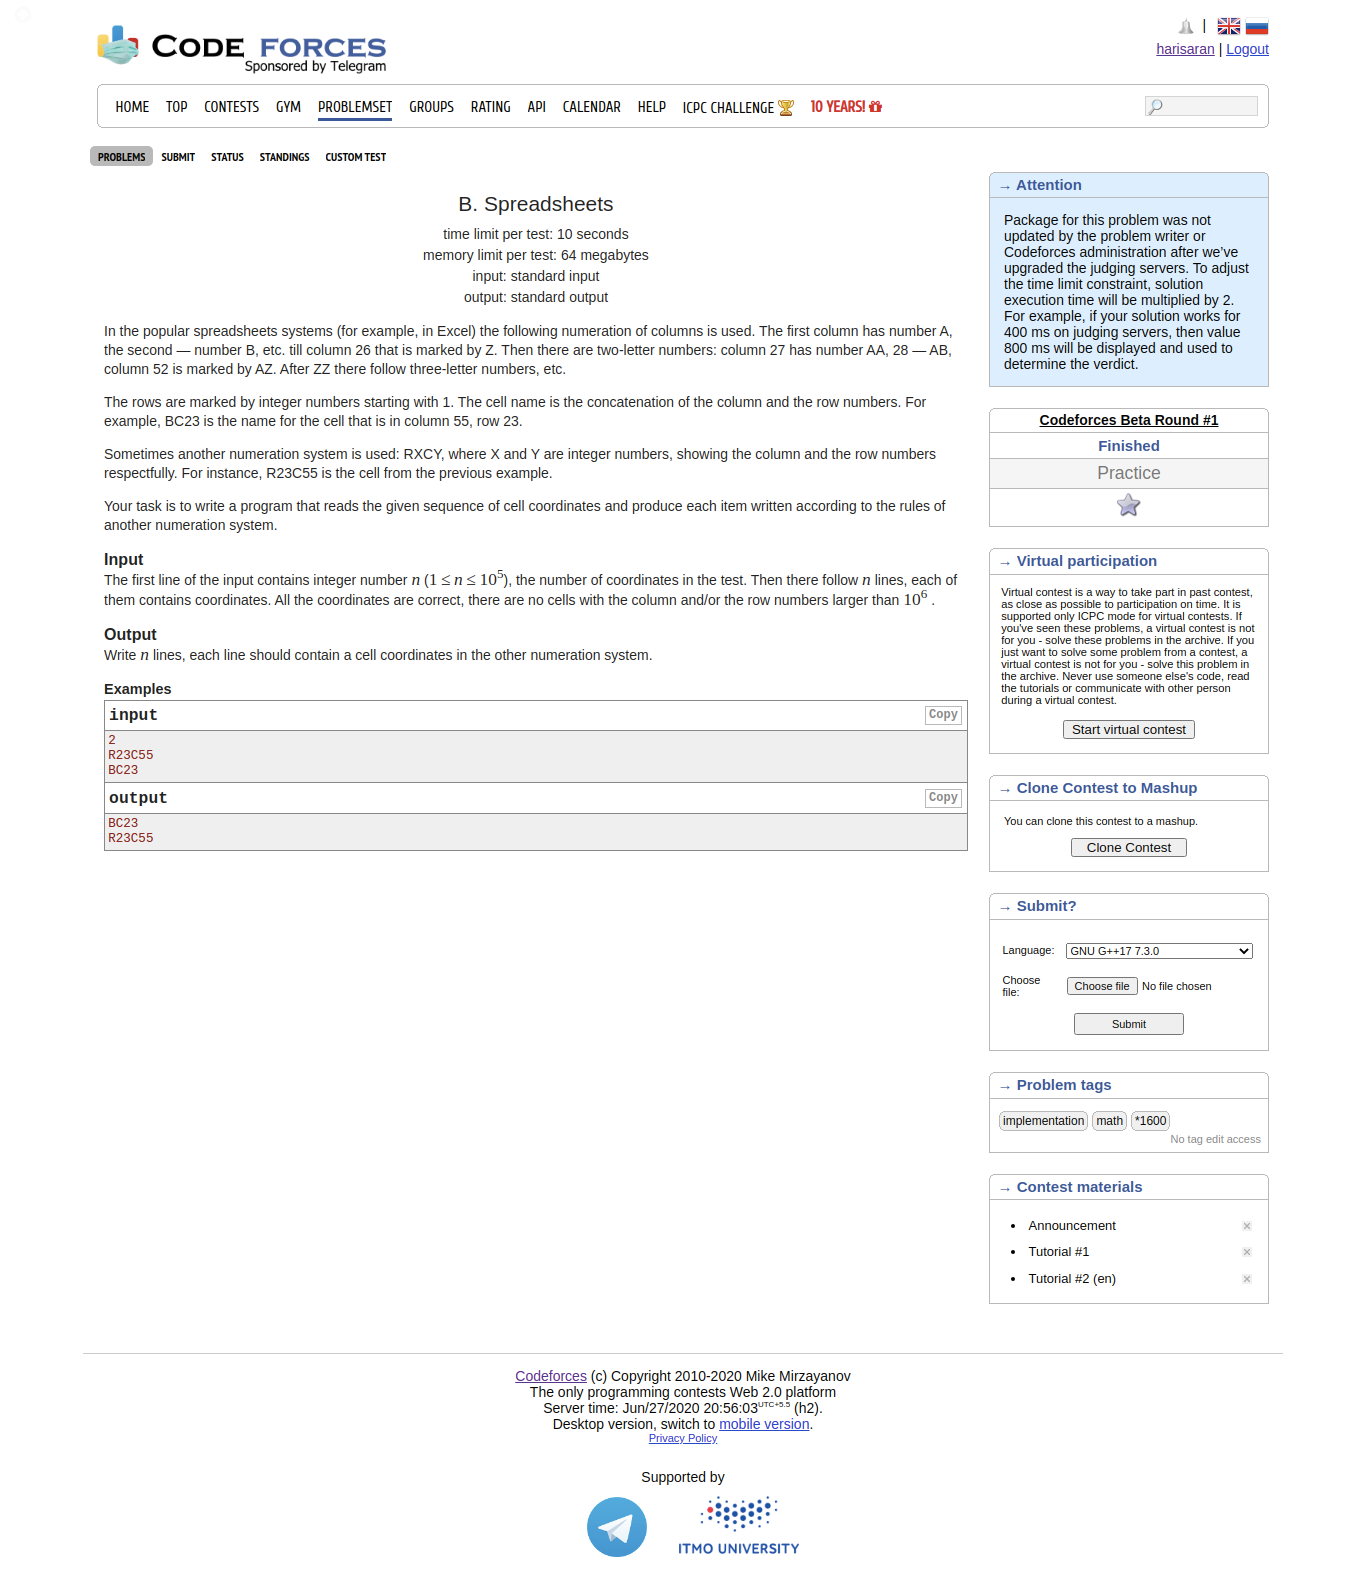 CODE FORCES
Sponsored by Telegram
|
harisaran | Logout
HOME TOP CONTESTS GYM PROBLEMSET GROUPS RATING API CALENDAR HELP ICPC CHALLENGE 10 YEARS!
PROBLEMS SUBMIT STATUS STANDINGS CUSTOM TEST
B. Spreadsheets
time limit per test: 10 seconds
memory limit per test: 64 megabytes
input: standard input
output: standard output
In the popular spreadsheets systems (for example, in Excel) the following numeration of columns is used. The first column has number A,
the second — number B, etc. till column 26 that is marked by Z. Then there are two-letter numbers: column 27 has number AA, 28 — AB,
column 52 is marked by AZ. After ZZ there follow three-letter numbers, etc.
The rows are marked by integer numbers starting with 1. The cell name is the concatenation of the column and the row numbers. For
example, BC23 is the name for the cell that is in column 55, row 23.
Sometimes another numeration system is used: RXCY, where X and Y are integer numbers, showing the column and the row numbers
respectfully. For instance, R23C55 is the cell from the previous example.
Your task is to write a program that reads the given sequence of cell coordinates and produce each item written according to the rules of
another numeration system.
Input
The first line of the input contains integer number n (1 ≤ n ≤ 10^5), the number of coordinates in the test. Then there follow n lines, each of
them contains coordinates. All the coordinates are correct, there are no cells with the column and/or the row numbers larger than 10^6 .
Output
Write n lines, each line should contain a cell coordinates in the other numeration system.
Examples
input Copy
2
R23C55
BC23
output Copy
BC23
R23C55
→ Attention
Package for this problem was not
updated by the problem writer or
Codeforces administration after we’ve
upgraded the judging servers. To adjust
the time limit constraint, solution
execution time will be multiplied by 2.
For example, if your solution works for
400 ms on judging servers, then value
800 ms will be displayed and used to
determine the verdict.
Codeforces Beta Round #1
Finished
Practice
→ Virtual participation
Virtual contest is a way to take part in past contest,
as close as possible to participation on time. It is
supported only ICPC mode for virtual contests. If
you've seen these problems, a virtual contest is not
for you - solve these problems in the archive. If you
just want to solve some problem from a contest, a
virtual contest is not for you - solve this problem in
the archive. Never use someone else's code, read
the tutorials or communicate with other person
during a virtual contest.
Start virtual contest
→ Clone Contest to Mashup
You can clone this contest to a mashup.
Clone Contest
→ Submit?
Language: GNU G++17 7.3.0
Choose
file: Choose file No file chosen
Submit
→ Problem tags
implementation math *1600
No tag edit access
→ Contest materials
• Announcement
• Tutorial #1
• Tutorial #2 (en)
Codeforces (c) Copyright 2010-2020 Mike Mirzayanov
The only programming contests Web 2.0 platform
Server time: Jun/27/2020 20:56:03UTC+5.5 (h2).
Desktop version, switch to mobile version.
Privacy Policy
Supported by
ITMO UNIVERSITY